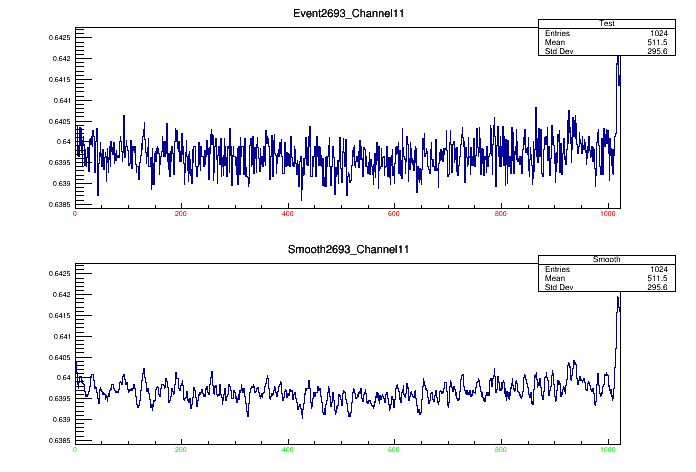 Event2693_Channel11
Test
Entries 1024
Mean 511.5
Std Dev 295.6
0.6425
0.642
0.6415
0.641
0.6405
0.64
0.6395
0.639
0.6385
0 200 400 600 800 1000
Smooth2693_Channel11
Smooth
Entries 1024
Mean 511.5
Std Dev 295.6
0.6425
0.642
0.6415
0.641
0.6405
0.64
0.6395
0.639
0.6385
0 200 400 600 800 1000